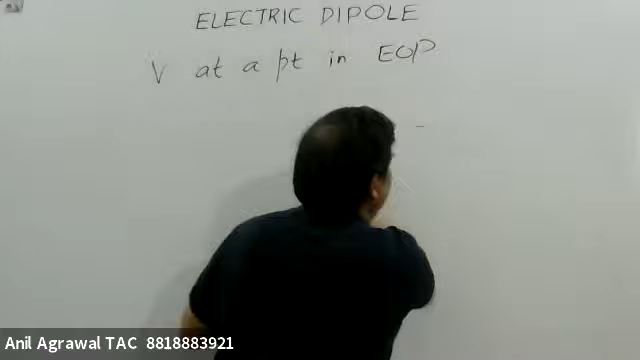 ELECTRIC DIPOLE
V at a pt in EOP
Anil Agrawal TAC 8818883921